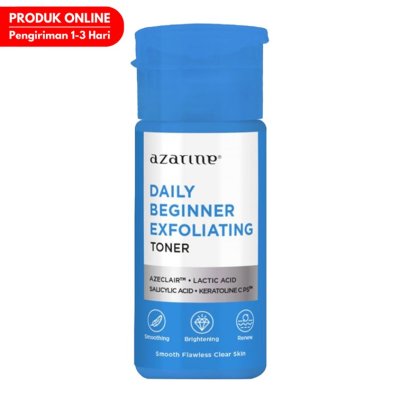 PRODUK ONLINE
Pengiriman 1-3 Hari
azarine®
DAILY
BEGINNER
EXFOLIATING
TONER
AZECLAIR™ • LACTIC ACID
SALICYLIC ACID • KERATOLINE C PS™
Smoothing
Brightening
Renew
Smooth Flawless Clear Skin